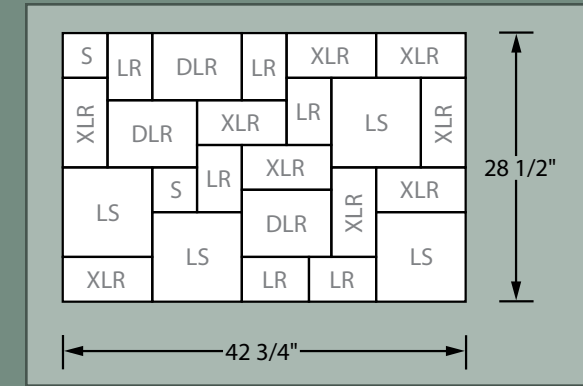 S LR DLR LR XLR XLR
XLR DLR XLR LR LS XLR
28 1/2"
LS S LR XLR XLR XLR
LS DLR LS
XLR LR LR
42 3/4"